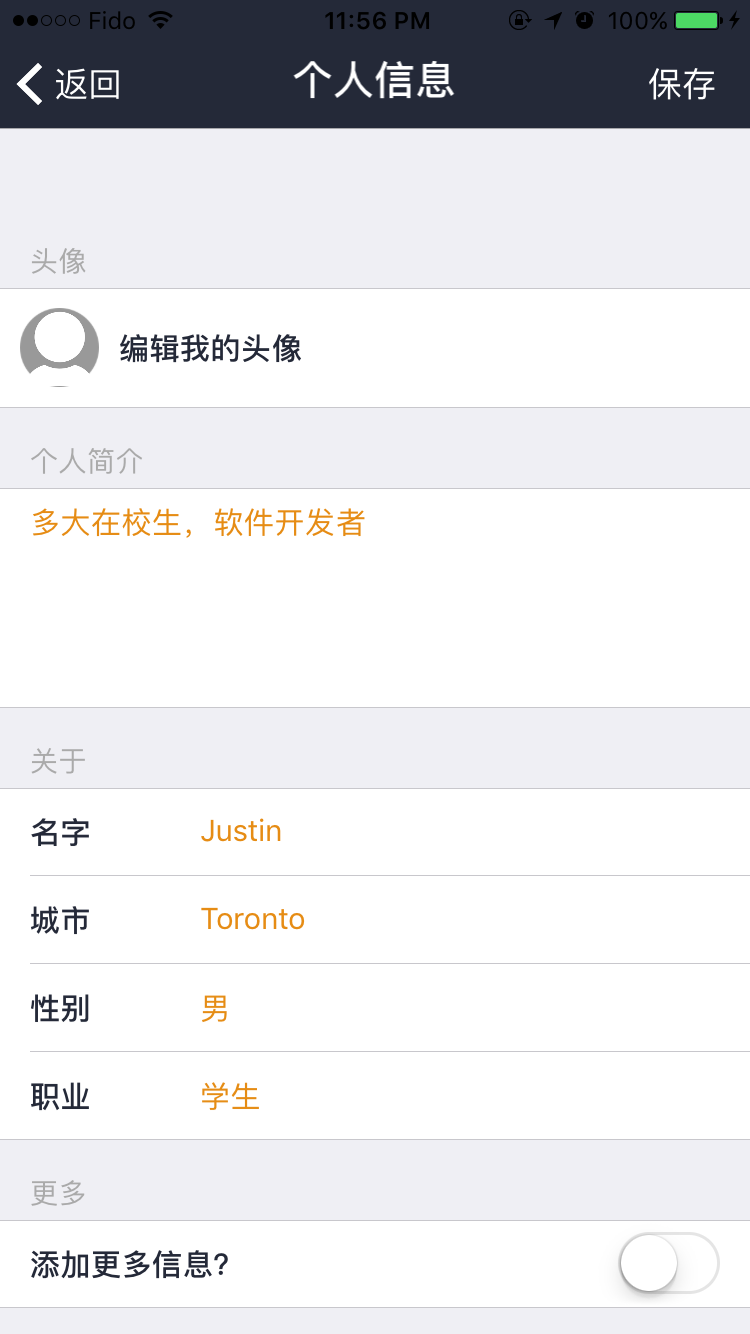 Fido 11:56 PM 100%
返回 个人信息 保存
头像
编辑我的头像
个人简介
多大在校生，软件开发者
关于
名字 Justin
城市 Toronto
性别 男
职业 学生
更多
添加更多信息?